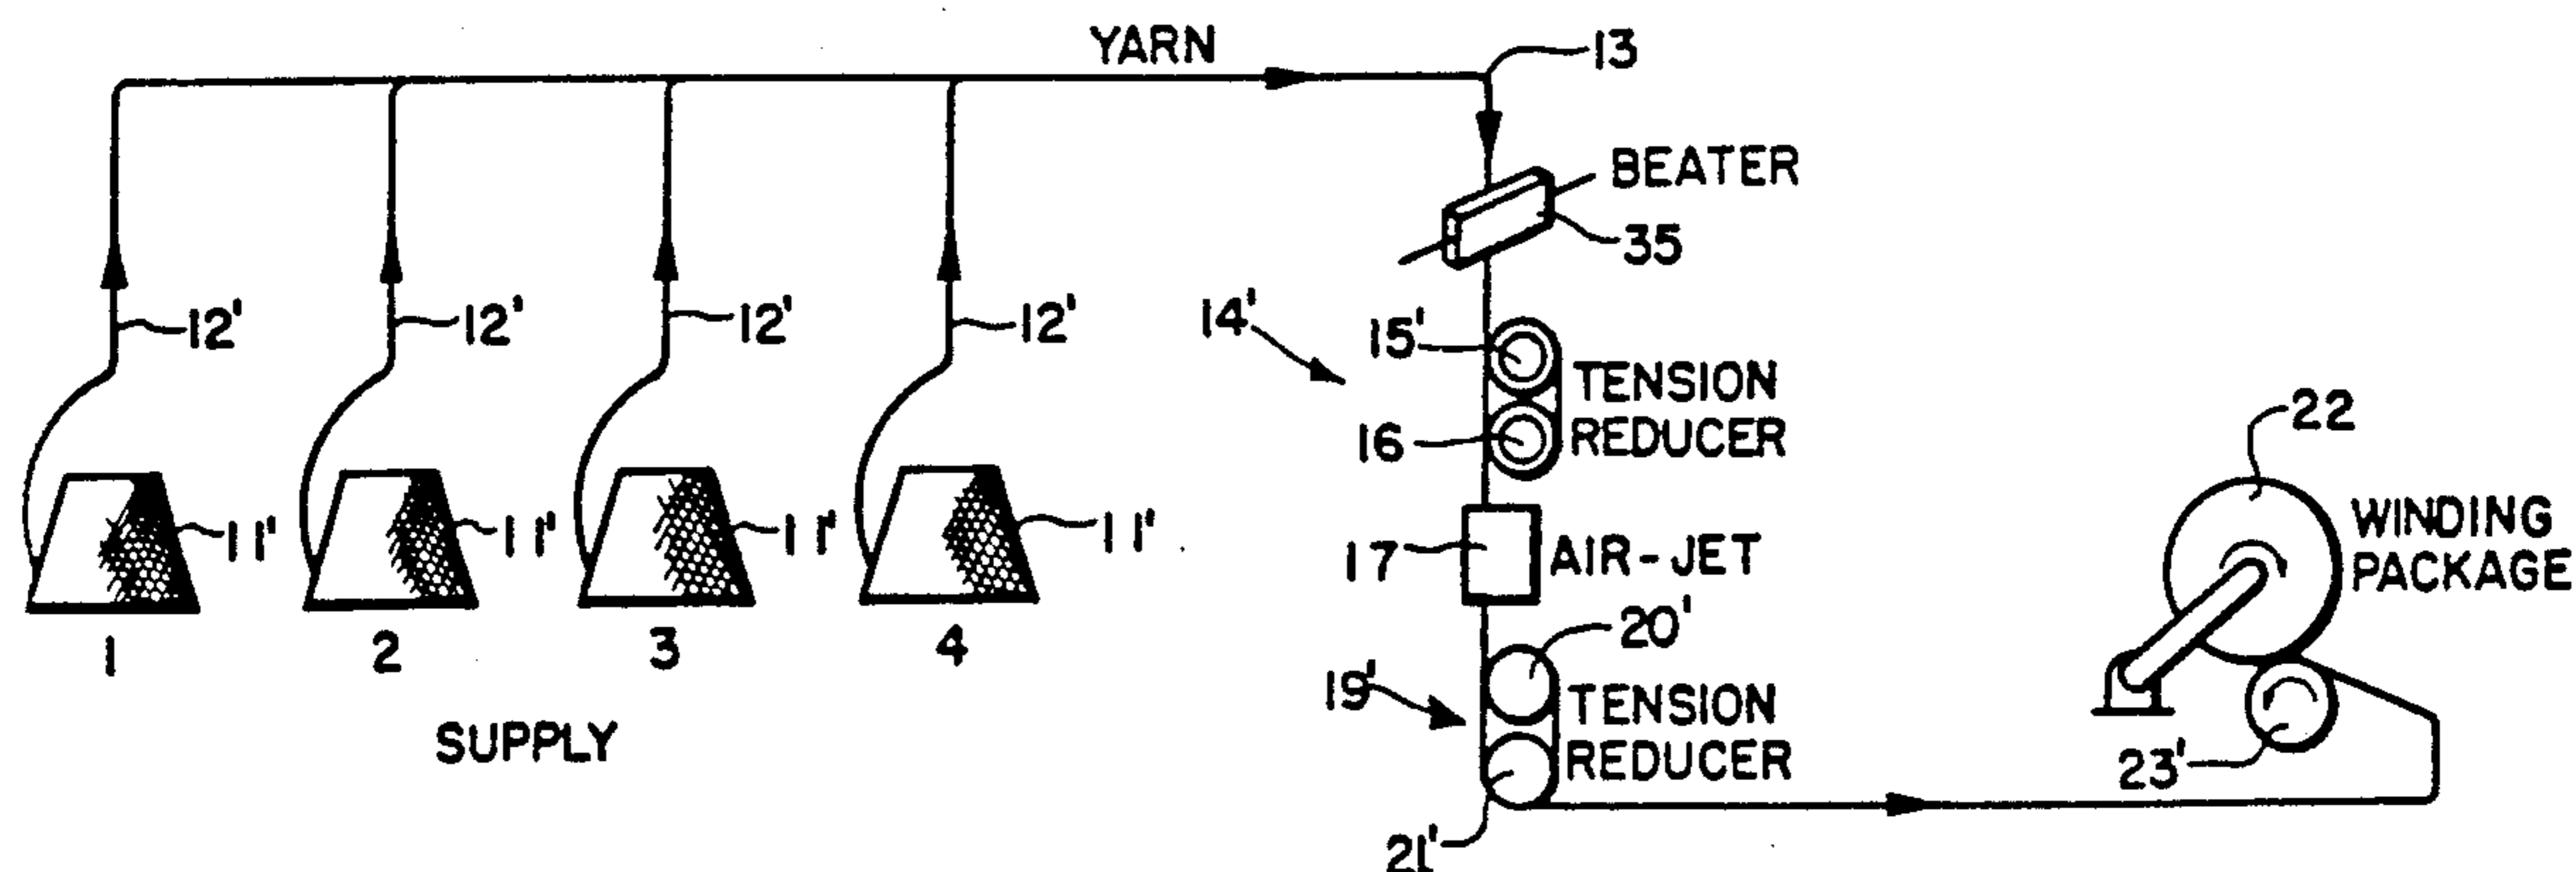 YARN
13
BEATER
35
12'
12'
12'
12'
14'
15'
TENSION
REDUCER
16
22
WINDING
PACKAGE
11'
11'
11'
11'
17
AIR-JET
1
2
3
4
20'
19'
TENSION
REDUCER
SUPPLY
23'
21'